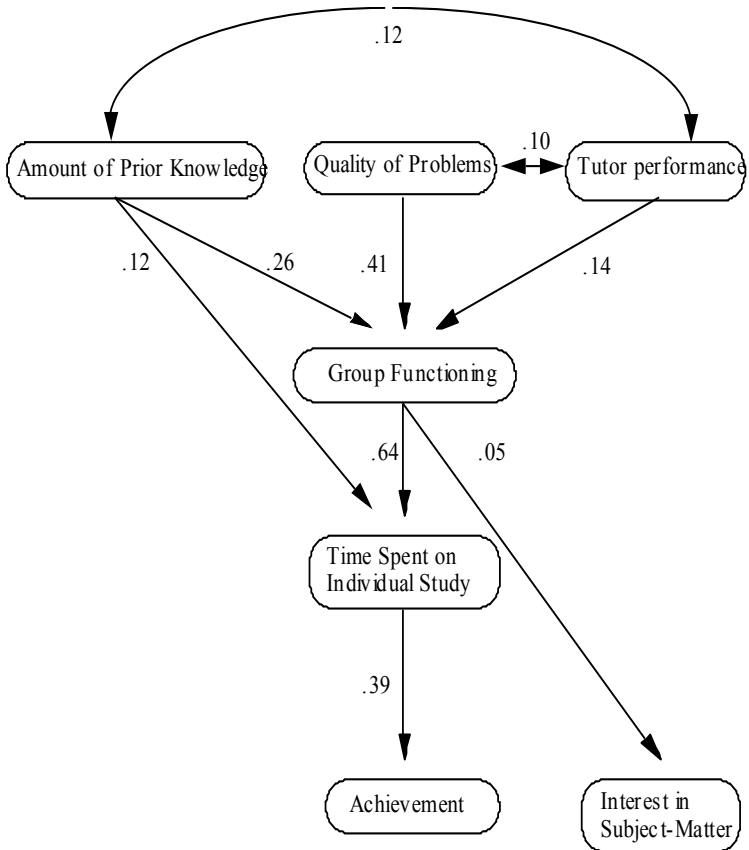 .12
Amount of Prior Knowledge
Quality of Problems
.10
Tutor performance
.12
.26
.41
.14
Group Functioning
.64
.05
Time Spent on
Individual Study
.39
Achievement
Interest in
Subject-Matter